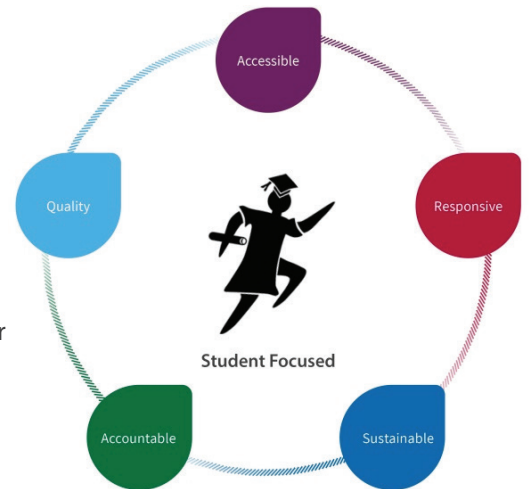 Accessible
Quality
Responsive
r
Student Focused
Accountable
Sustainable